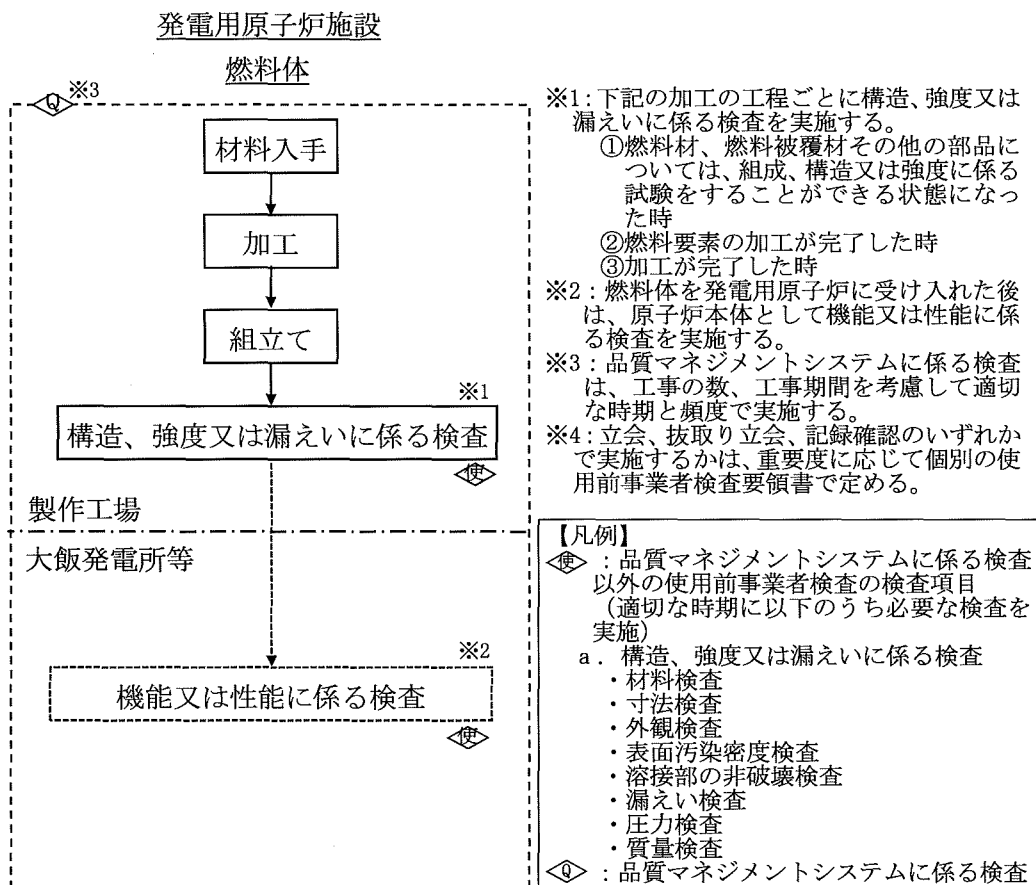 発電用原子炉施設
燃料体
Q ※3
材料入手
加工
組立て
※1
構造、強度又は漏えいに係る検査
使
製作工場
大飯発電所等
※2
機能又は性能に係る検査
使
※1：下記の加工の工程ごとに構造、強度又は
漏えいに係る検査を実施する。
①燃料材、燃料被覆材その他の部品に
ついては、組成、構造又は強度に係る
試験をすることができる状態になっ
た時
②燃料要素の加工が完了した時
③加工が完了した時
※2：燃料体を発電用原子炉に受け入れた後
は、原子炉本体として機能又は性能に係
る検査を実施する。
※3：品質マネジメントシステムに係る検査
は、工事の数、工事期間を考慮して適切
な時期と頻度で実施する。
※4：立会、抜取り立会、記録確認のいずれか
で実施するかは、重要度に応じて個別の使
用前事業者検査要領書で定める。
【凡例】
使：品質マネジメントシステムに係る検査
以外の使用前事業者検査の検査項目
（適切な時期に以下のうち必要な検査を
実施）
a．構造、強度又は漏えいに係る検査
・材料検査
・寸法検査
・外観検査
・表面汚染密度検査
・溶接部の非破壊検査
・漏えい検査
・圧力検査
・質量検査
Q：品質マネジメントシステムに係る検査